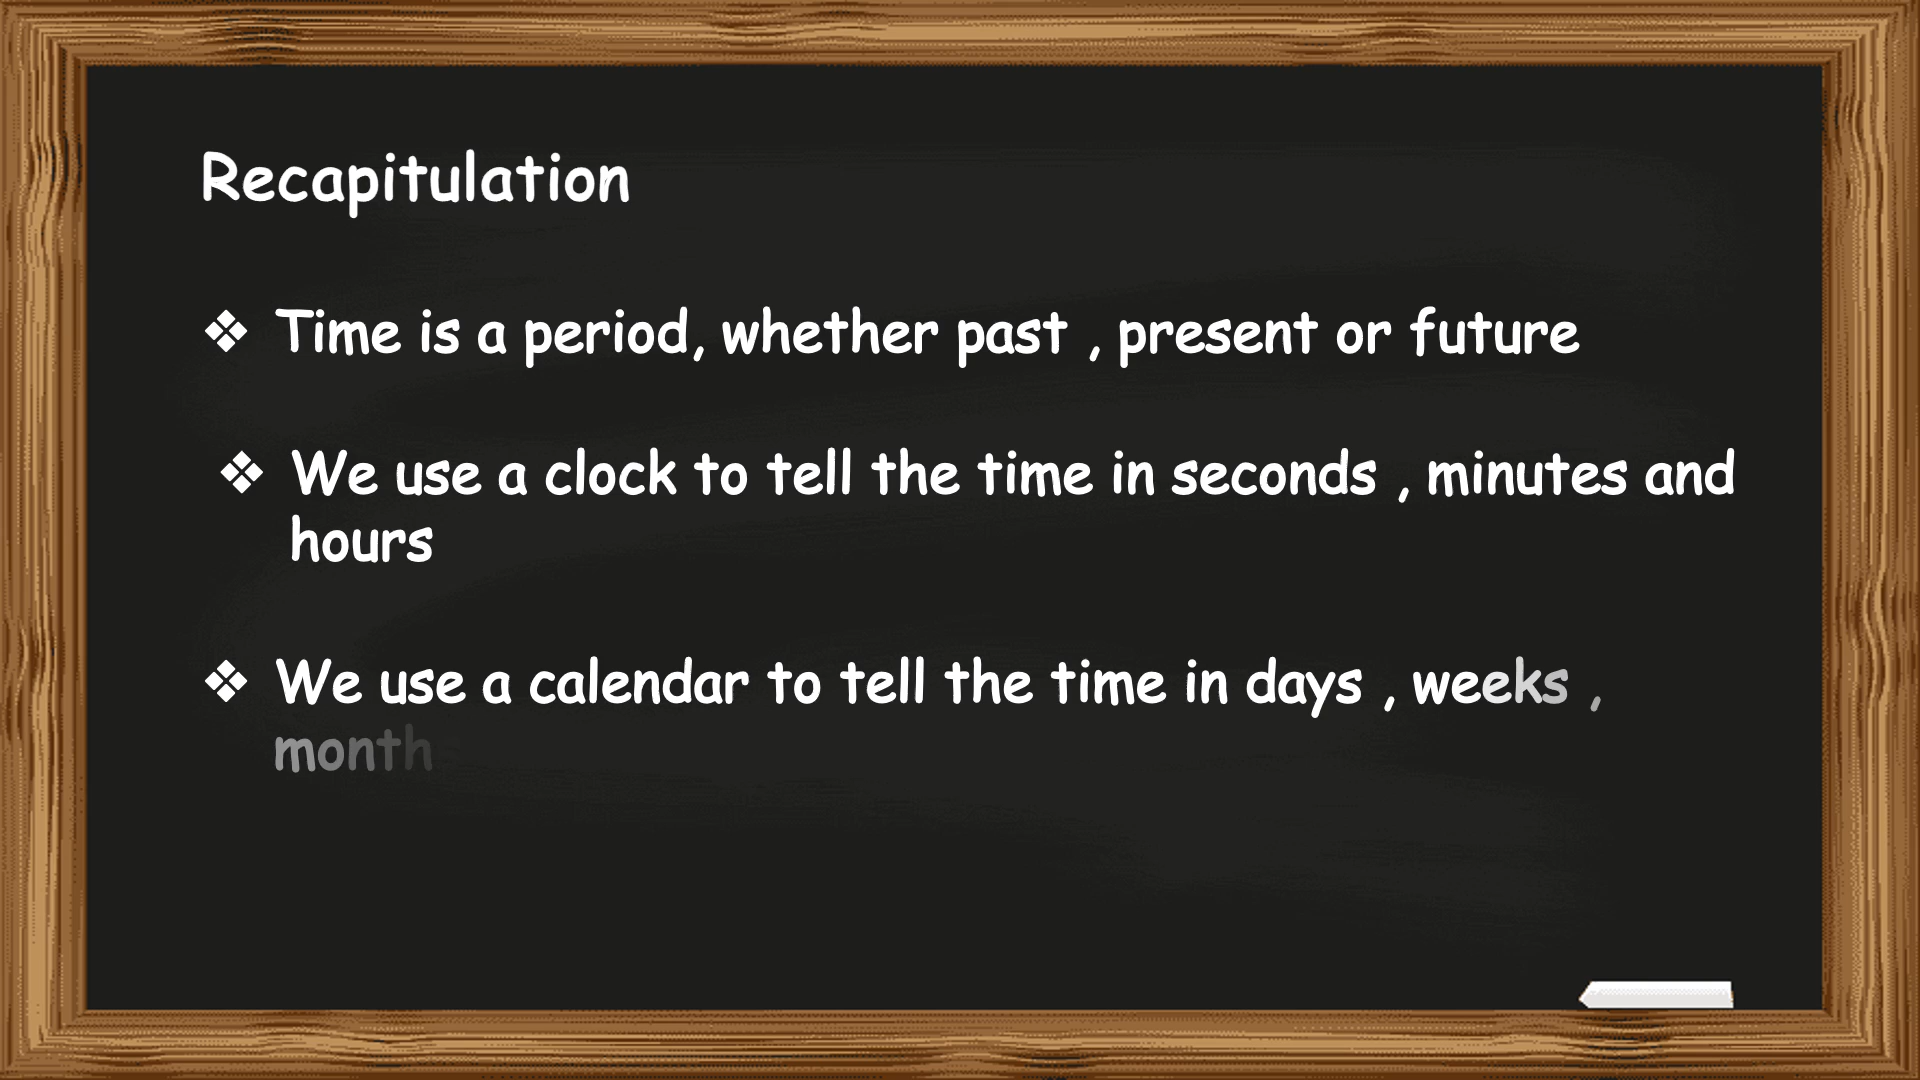 Recapitulation
❖ Time is a period, whether past , present or future
❖ We use a clock to tell the time in seconds , minutes and
hours
❖ We use a calendar to tell the time in days , weeks ,
months